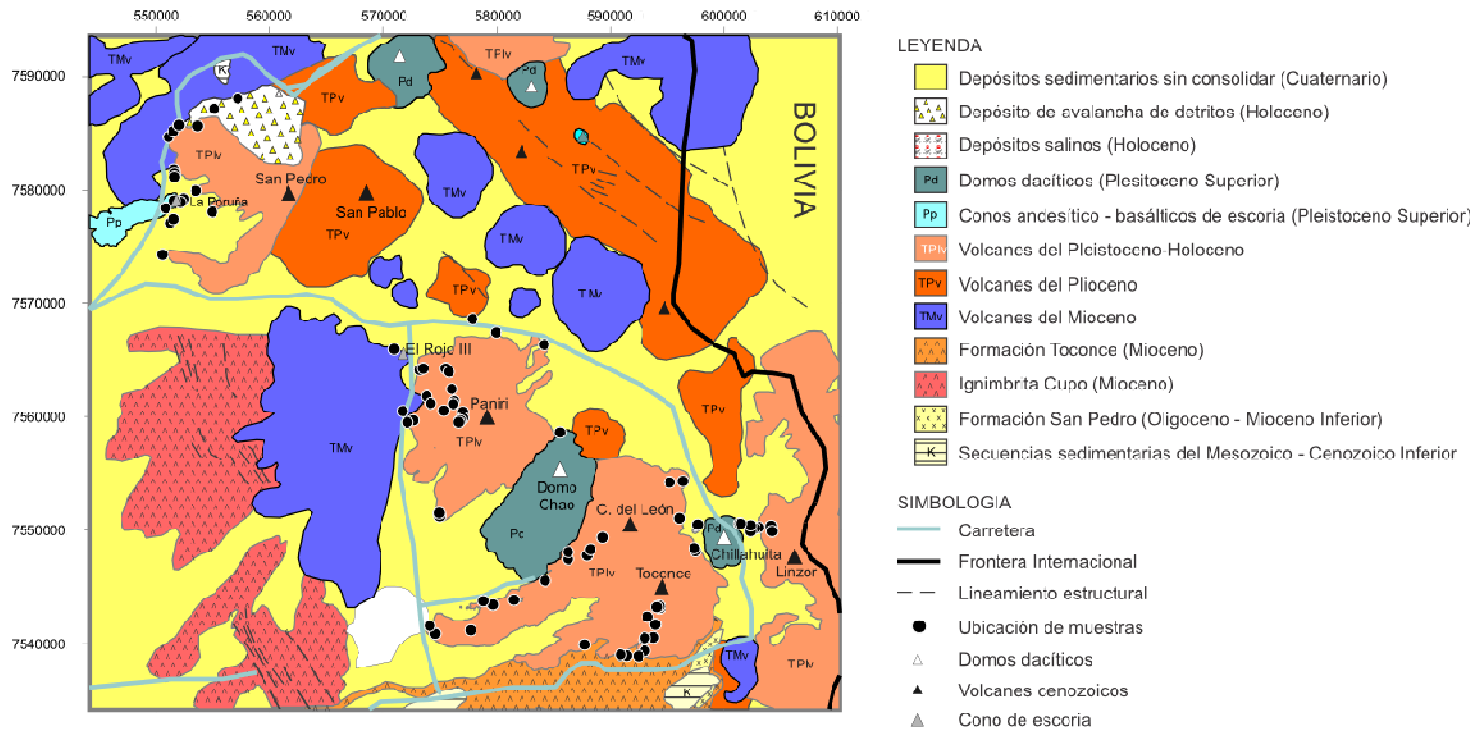 550000 560000 570000 580000 590000 600000 610000
7590000
7580000
7570000
7560000
7550000
7540000
TMv
TMv
K
Pd
TPlv
Pd
TMv
TPv
BOLIVIA
TPlv
San Pedro
San Pablo
TPv
TMv
TPv
La Poruña
Pp
TMv
TPv
TMv
El Rojo III
Paniri
TPlv
TMv
TPv
TPv
Domo
Chao
Pd
C. del León
Pd
Chillahuita
Linzor
TPlv
Toconce
TMv
TPlv
K
LEYENDA
Depósitos sedimentarios sin consolidar (Cuaternario)
Depósito de avalancha de detritos (Holoceno)
Depósitos salinos (Holoceno)
Pd Domos dacíticos (Plesitoceno Superior)
Pp Conos andesítico - basálticos de escoria (Pleistoceno Superior)
TPlv Volcanes del Pleistoceno-Holoceno
TPv Volcanes del Plioceno
TMv Volcanes del Mioceno
Formación Toconce (Mioceno)
Ignimbrita Cupo (Mioceno)
Formación San Pedro (Oligoceno - Mioceno Inferior)
K Secuencias sedimentarias del Mesozoico - Cenozoico Inferior
SIMBOLOGIA
Carretera
Frontera Internacional
Lineamiento estructural
Ubicación de muestras
Domos dacíticos
Volcanes cenozoicos
Cono de escoria